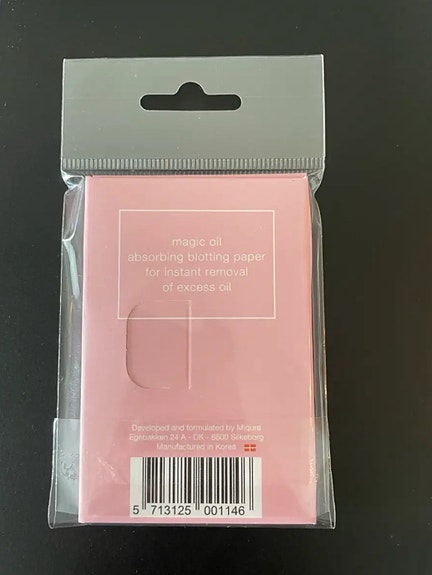 magic oil
absorbing blotting paper
for instant removal
of excess oil
Developed and formulated by Miqura
Egebakken 24 A - DK - 8600 Silkeborg
Manufactured in Korea
5 713125 001146